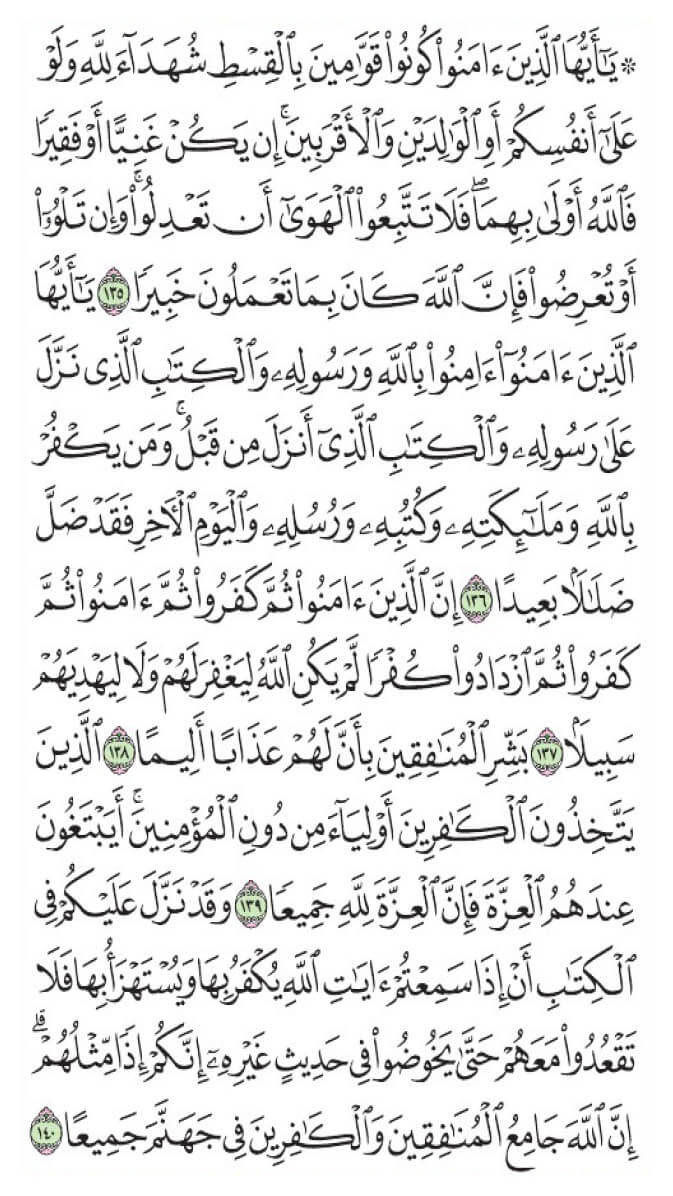 ۞ يَٰٓأَيُّهَا ٱلَّذِينَ ءَامَنُوا۟ كُونُوا۟ قَوَّٰمِينَ بِٱلْقِسْطِ شُهَدَآءَ لِلَّهِ وَلَوْ
عَلَىٰٓ أَنفُسِكُمْ أَوِ ٱلْوَٰلِدَيْنِ وَٱلْأَقْرَبِينَ ۚ إِن يَكُنْ غَنِيًّا أَوْ فَقِيرًا
فَٱللَّهُ أَوْلَىٰ بِهِمَا ۖ فَلَا تَتَّبِعُوا۟ ٱلْهَوَىٰٓ أَن تَعْدِلُوا۟ ۚ وَإِن تَلْوُۥٓا۟
أَوْ تُعْرِضُوا۟ فَإِنَّ ٱللَّهَ كَانَ بِمَا تَعْمَلُونَ خَبِيرًا ١٣٥ يَٰٓأَيُّهَا
ٱلَّذِينَ ءَامَنُوٓا۟ ءَامِنُوا۟ بِٱللَّهِ وَرَسُولِهِۦ وَٱلْكِتَٰبِ ٱلَّذِى نَزَّلَ
عَلَىٰ رَسُولِهِۦ وَٱلْكِتَٰبِ ٱلَّذِىٓ أَنزَلَ مِن قَبْلُ ۚ وَمَن يَكْفُرْ
بِٱللَّهِ وَمَلَٰٓئِكَتِهِۦ وَكُتُبِهِۦ وَرُسُلِهِۦ وَٱلْيَوْمِ ٱلْءَاخِرِ فَقَدْ ضَلَّ
ضَلَٰلًۢا بَعِيدًا ١٣٦ إِنَّ ٱلَّذِينَ ءَامَنُوا۟ ثُمَّ كَفَرُوا۟ ثُمَّ ءَامَنُوا۟ ثُمَّ
كَفَرُوا۟ ثُمَّ ٱزْدَادُوا۟ كُفْرًا لَّمْ يَكُنِ ٱللَّهُ لِيَغْفِرَ لَهُمْ وَلَا لِيَهْدِيَهُمْ
سَبِيلًۢا ١٣٧ بَشِّرِ ٱلْمُنَٰفِقِينَ بِأَنَّ لَهُمْ عَذَابًا أَلِيمًا ١٣٨ ٱلَّذِينَ
يَتَّخِذُونَ ٱلْكَٰفِرِينَ أَوْلِيَآءَ مِن دُونِ ٱلْمُؤْمِنِينَ ۚ أَيَبْتَغُونَ
عِندَهُمُ ٱلْعِزَّةَ فَإِنَّ ٱلْعِزَّةَ لِلَّهِ جَمِيعًا ١٣٩ وَقَدْ نَزَّلَ عَلَيْكُمْ فِى
ٱلْكِتَٰبِ أَنْ إِذَا سَمِعْتُمْ ءَايَٰتِ ٱللَّهِ يُكْفَرُ بِهَا وَيُسْتَهْزَأُ بِهَا فَلَا
تَقْعُدُوا۟ مَعَهُمْ حَتَّىٰ يَخُوضُوا۟ فِى حَدِيثٍ غَيْرِهِۦٓ ۚ إِنَّكُمْ إِذًا مِّثْلُهُمْ ۗ
إِنَّ ٱللَّهَ جَامِعُ ٱلْمُنَٰفِقِينَ وَٱلْكَٰفِرِينَ فِى جَهَنَّمَ جَمِيعًا ١٤٠